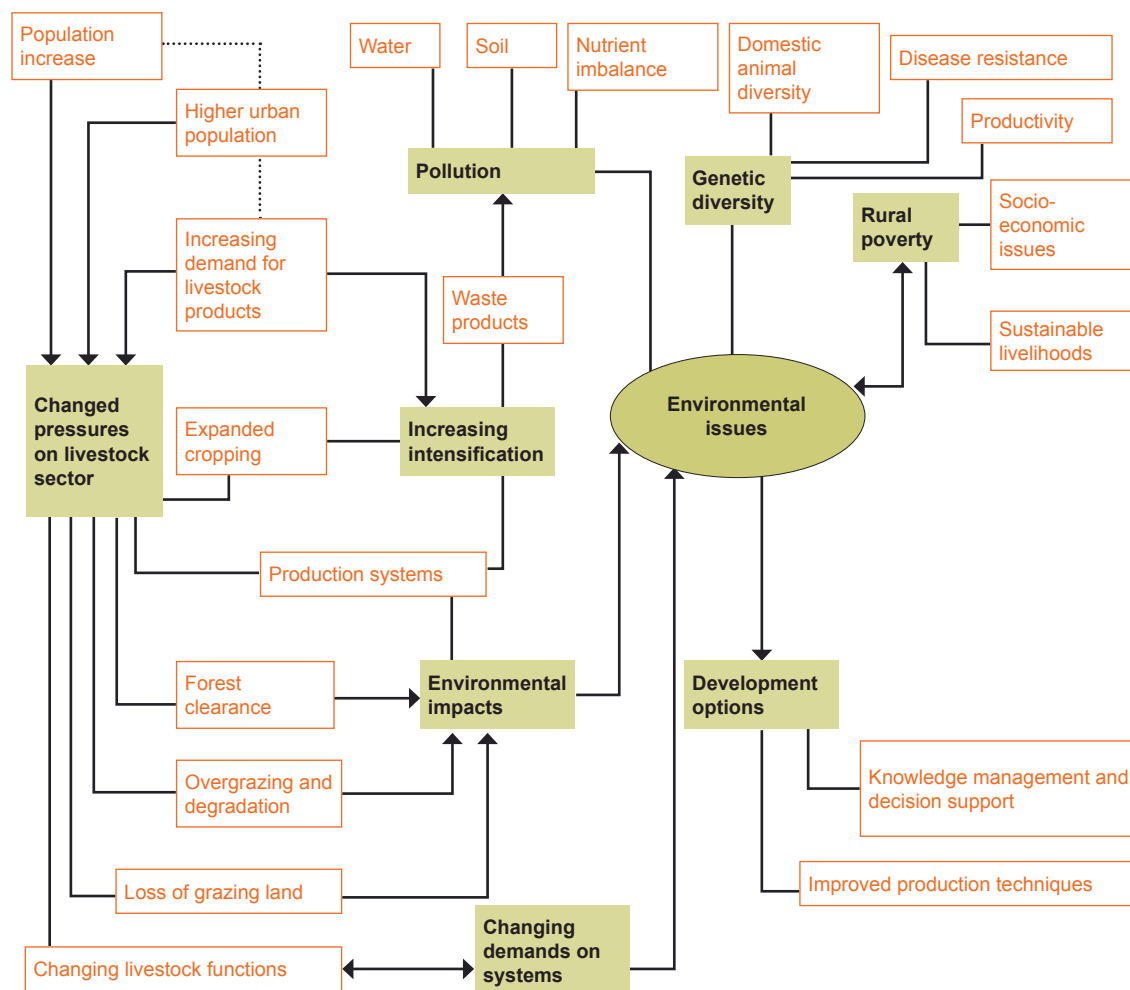 Population
increase
Water
Soil
Nutrient
imbalance
Domestic
animal
diversity
Disease resistance
Higher urban
population
Productivity
Pollution
Genetic
diversity
Rural
poverty
Socio-
economic
issues
Increasing
demand for
livestock
products
Waste
products
Sustainable
livelihoods
Changed
pressures
on livestock
sector
Expanded
cropping
Increasing
intensification
Environmental
issues
Production systems
Forest
clearance
Environmental
impacts
Development
options
Overgrazing and
degradation
Knowledge management and
decision support
Loss of grazing land
Improved production techniques
Changing
demands on
systems
Changing livestock functions